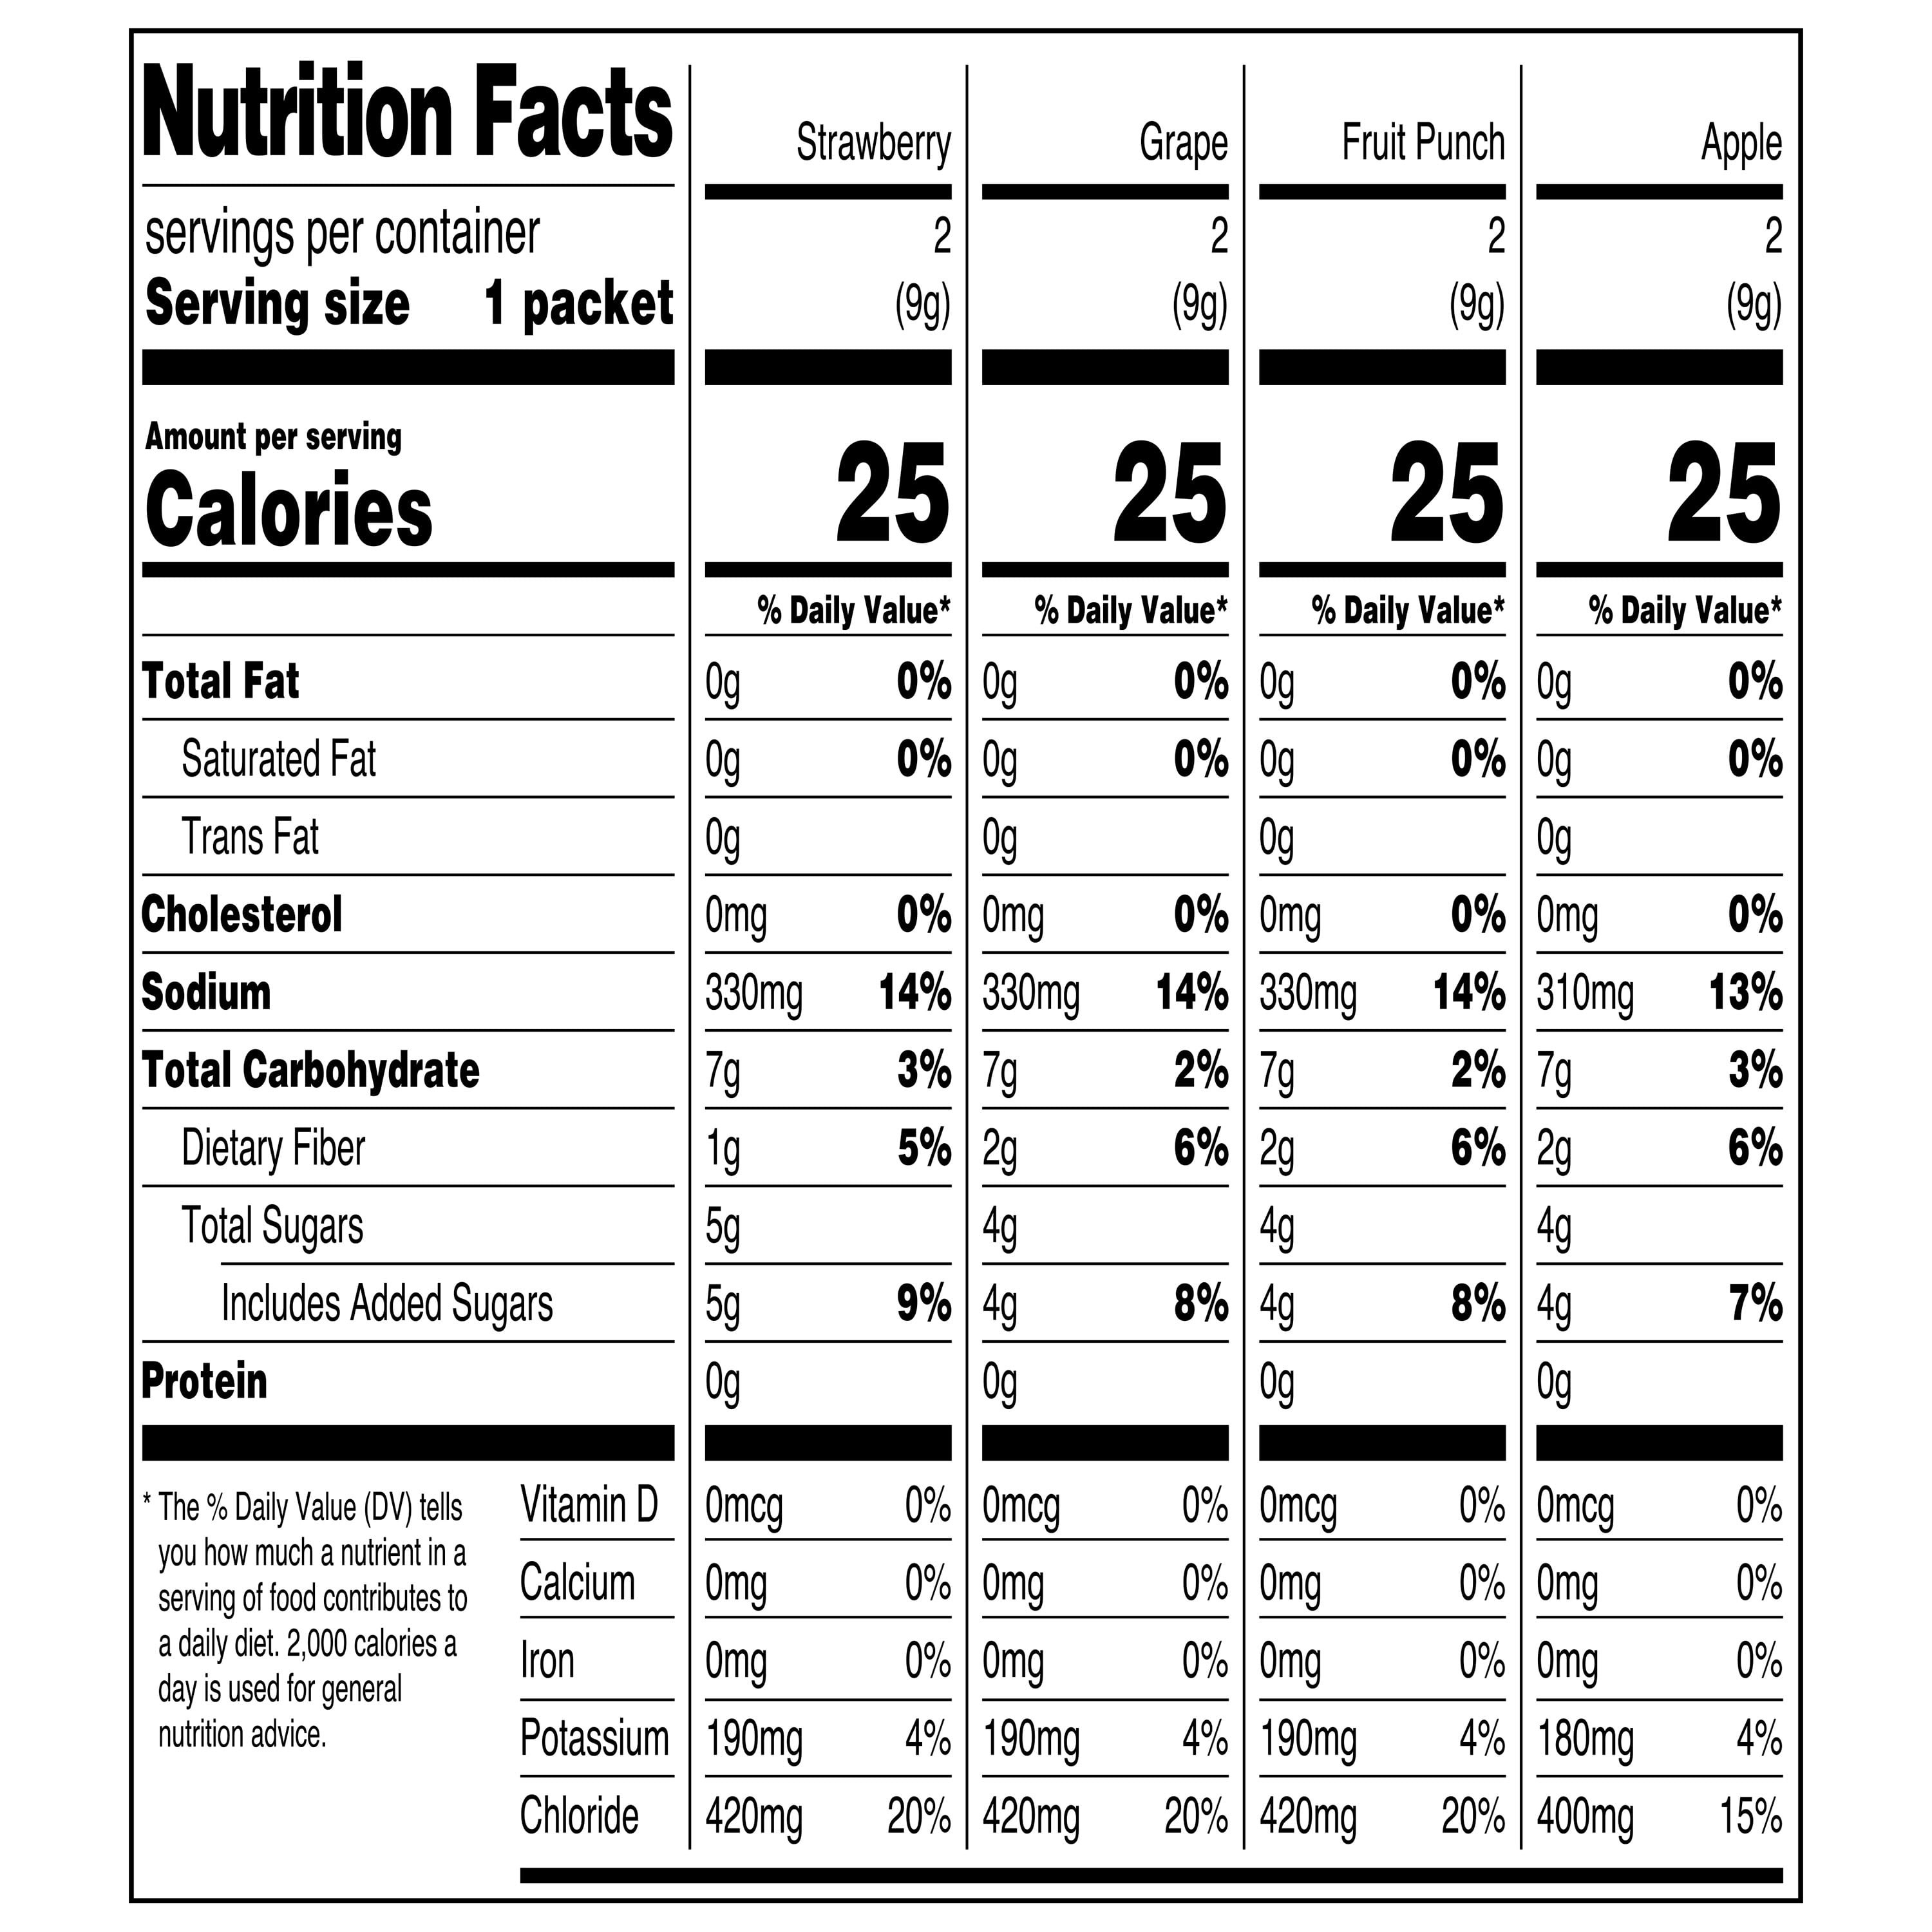 Nutrition Facts Strawberry Grape Fruit Punch Apple
servings per container 2 2 2 2
Serving size 1 packet (9g) (9g) (9g) (9g)
Amount per serving
Calories 25 25 25 25
% Daily Value* % Daily Value* % Daily Value* % Daily Value*
Total Fat 0g 0% 0g 0% 0g 0% 0g 0%
Saturated Fat 0g 0% 0g 0% 0g 0% 0g 0%
Trans Fat 0g 0g 0g 0g
Cholesterol 0mg 0% 0mg 0% 0mg 0% 0mg 0%
Sodium 330mg 14% 330mg 14% 330mg 14% 310mg 13%
Total Carbohydrate 7g 3% 7g 2% 7g 2% 7g 3%
Dietary Fiber 1g 5% 2g 6% 2g 6% 2g 6%
Total Sugars 5g 4g 4g 4g
Includes Added Sugars 5g 9% 4g 8% 4g 8% 4g 7%
Protein 0g 0g 0g 0g
* The % Daily Value (DV) tells
you how much a nutrient in a
serving of food contributes to
a daily diet. 2,000 calories a
day is used for general
nutrition advice.
Vitamin D 0mcg 0% 0mcg 0% 0mcg 0% 0mcg 0%
Calcium 0mg 0% 0mg 0% 0mg 0% 0mg 0%
Iron 0mg 0% 0mg 0% 0mg 0% 0mg 0%
Potassium 190mg 4% 190mg 4% 190mg 4% 180mg 4%
Chloride 420mg 20% 420mg 20% 420mg 20% 400mg 15%